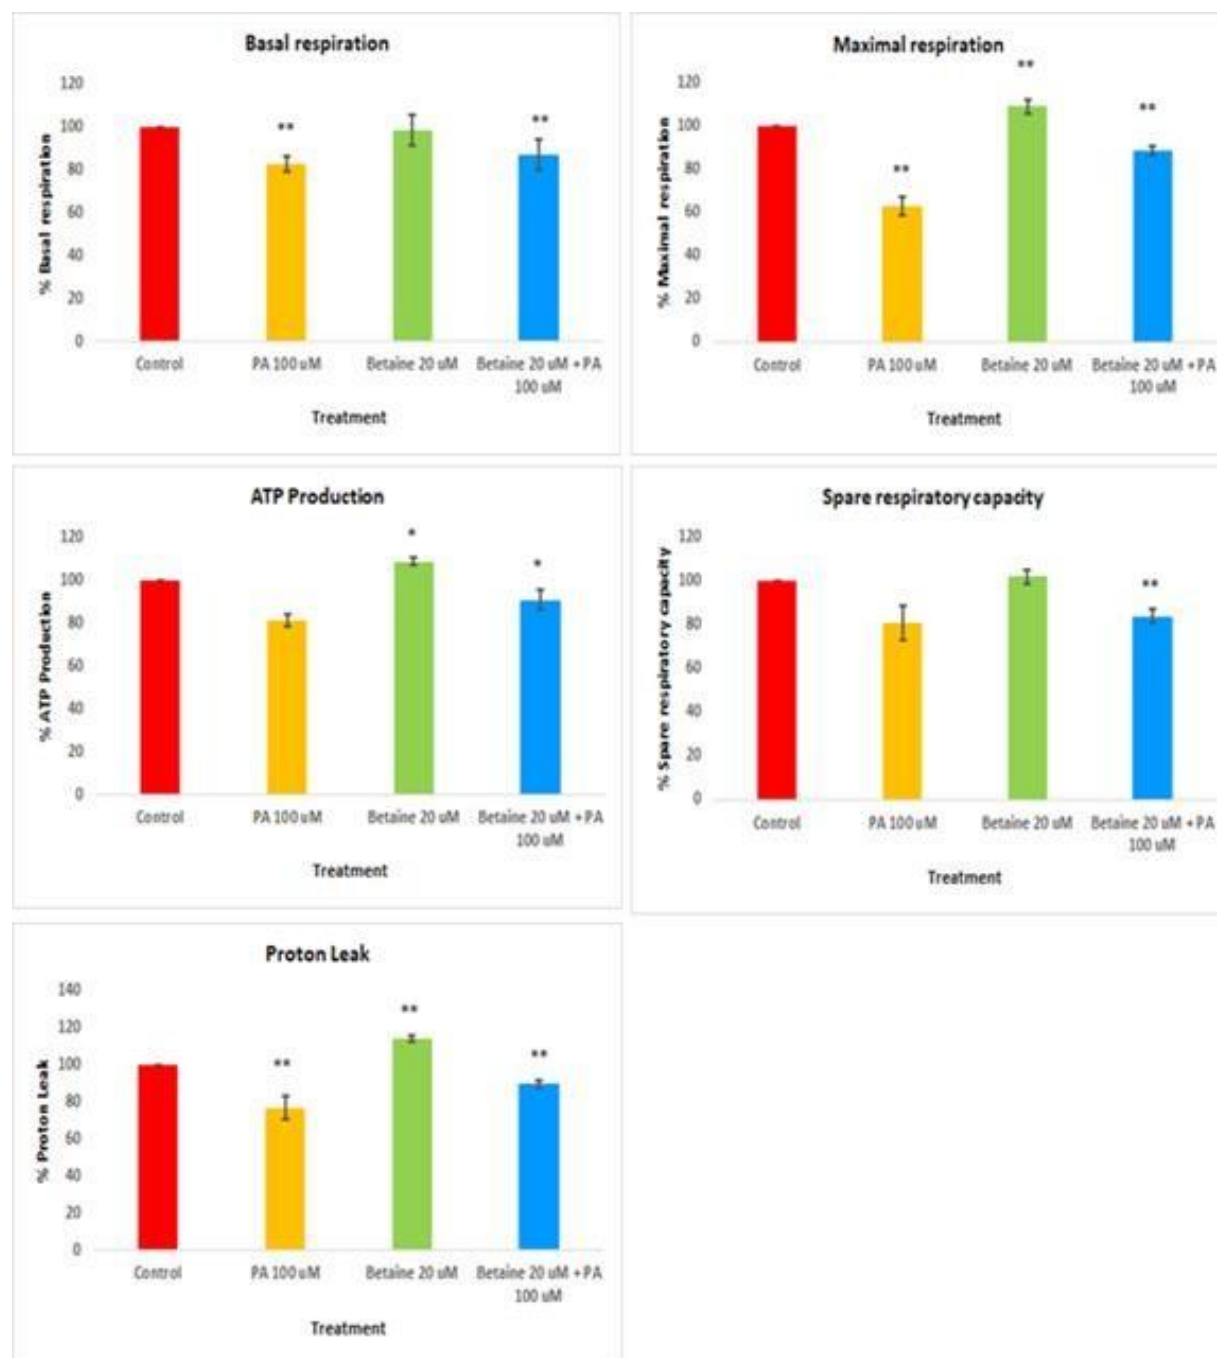 Basal respiration
% Basal respiration
120
100
80
60
40
20
0
**
**
Control
PA 100 uM
Betaine 20 uM
Betaine 20 uM + PA
100 uM
Treatment
Maximal respiration
% Maximal respiration
120
100
80
60
40
20
0
**
**
**
Control
PA 100 uM
Betaine 20 uM
Betaine 20 uM + PA
100 uM
Treatment
ATP Production
% ATP Production
120
100
80
60
40
20
0
*
*
Control
PA 100 uM
Betaine 20 uM
Betaine 20 uM + PA
100 uM
Treatment
Spare respiratory capacity
% Spare respiratory capacity
120
100
80
60
40
20
0
**
Control
PA 100 uM
Betaine 20 uM
Betaine 20 uM + PA
100 uM
Treatment
Proton Leak
% Proton Leak
140
120
100
80
60
40
20
0
**
**
**
Control
PA 100 uM
Betaine 20 uM
Betaine 20 uM + PA
100 uM
Treatment